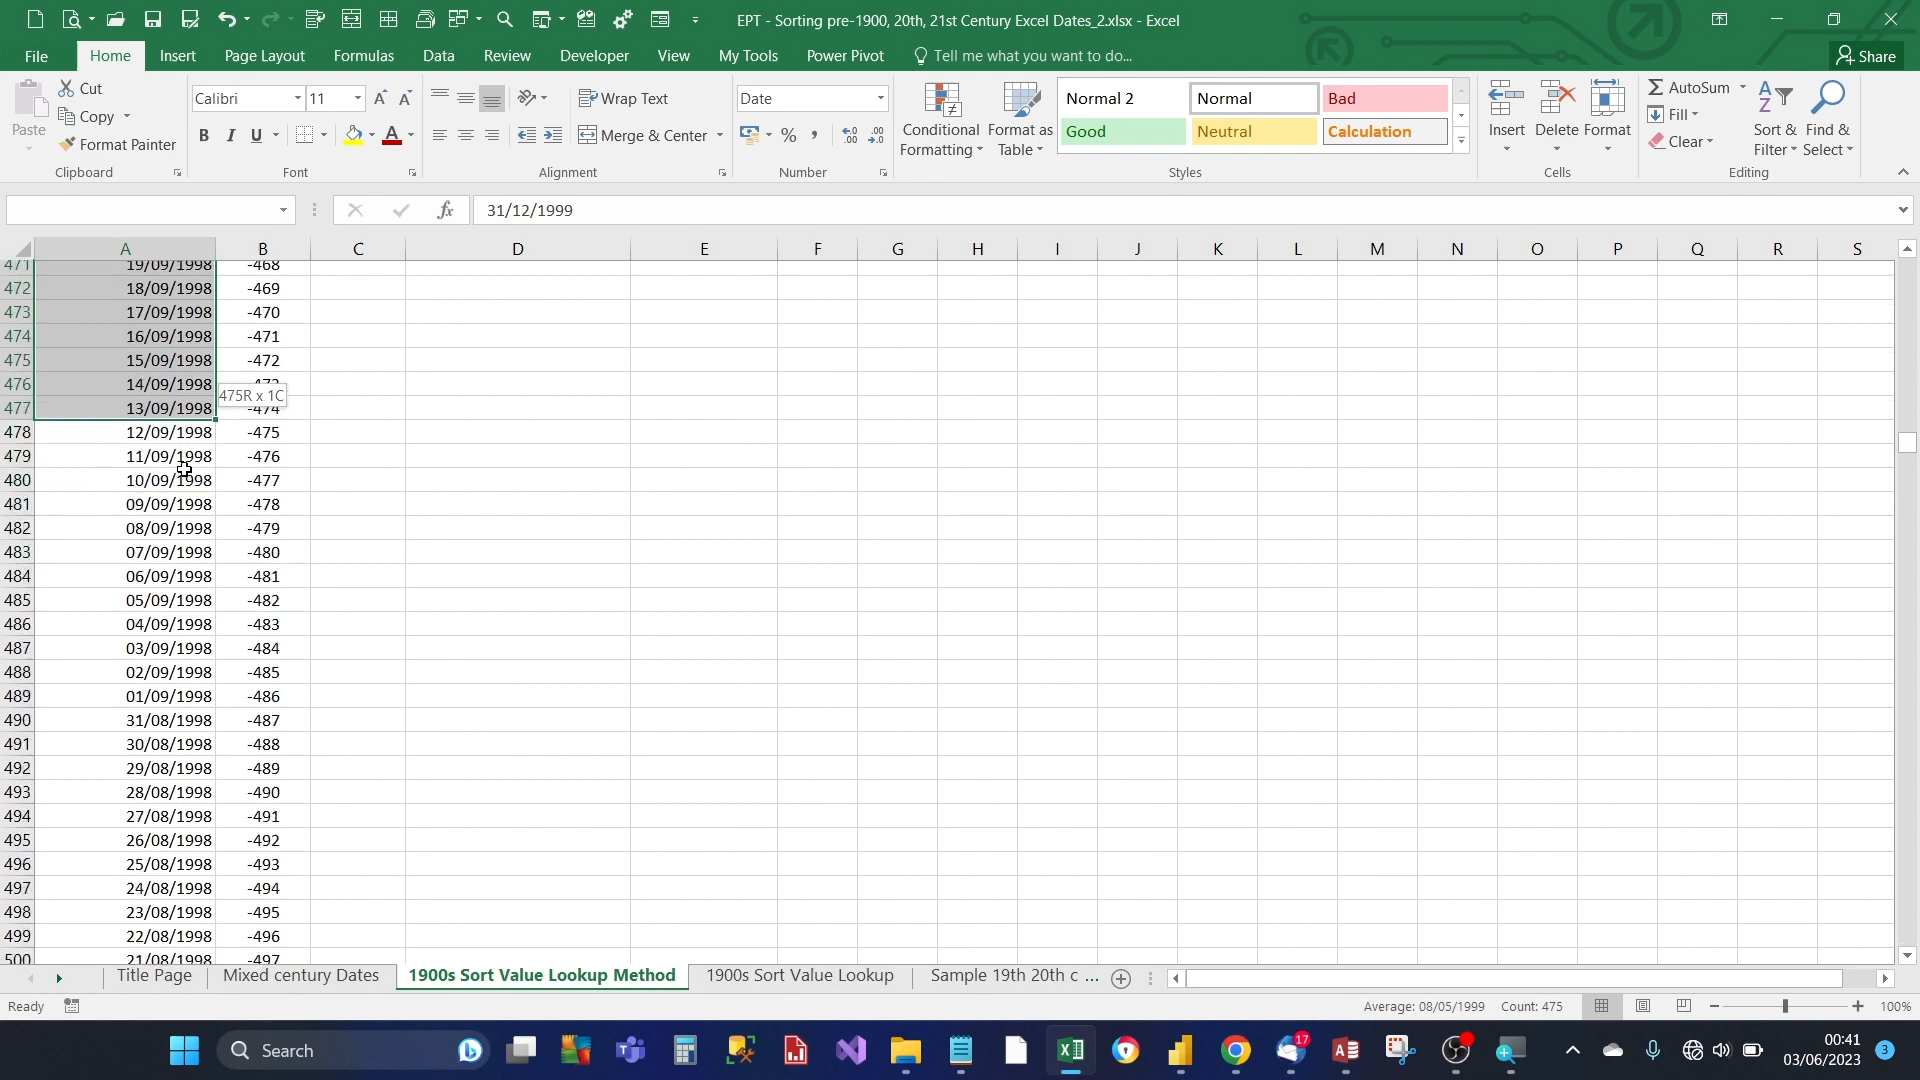 EPT - Sorting pre-1900, 20th, 21st Century Excel Dates_2.xlsx - Excel
File Home Insert Page Layout Formulas Data Review Developer View My Tools Power Pivot Tell me what you want to do... Share
Paste
Cut
Copy
Format Painter
Clipboard
Calibri 11
B I U A
Font
Wrap Text
Merge & Center
Alignment
Date
%
Number
Conditional Formatting
Format as Table
Normal 2 Normal Bad
Good Neutral Calculation
Styles
Insert Delete Format
Cells
AutoSum
Fill
Clear
Sort & Filter
Find & Select
Editing
fx 31/12/1999
A B C D E F G H I J K L M N O P Q R S
471 19/09/1998 -468
472 18/09/1998 -469
473 17/09/1998 -470
474 16/09/1998 -471
475 15/09/1998 -472
476 14/09/1998
475R x 1C
477 13/09/1998 -474
478 12/09/1998 -475
479 11/09/1998 -476
480 10/09/1998 -477
481 09/09/1998 -478
482 08/09/1998 -479
483 07/09/1998 -480
484 06/09/1998 -481
485 05/09/1998 -482
486 04/09/1998 -483
487 03/09/1998 -484
488 02/09/1998 -485
489 01/09/1998 -486
490 31/08/1998 -487
491 30/08/1998 -488
492 29/08/1998 -489
493 28/08/1998 -490
494 27/08/1998 -491
495 26/08/1998 -492
496 25/08/1998 -493
497 24/08/1998 -494
498 23/08/1998 -495
499 22/08/1998 -496
500 21/08/1998 -497
Title Page Mixed century Dates 1900s Sort Value Lookup Method 1900s Sort Value Lookup Sample 19th 20th c ...
Ready Average: 08/05/1999 Count: 475 100%
Search 17 00:41
03/06/2023 3